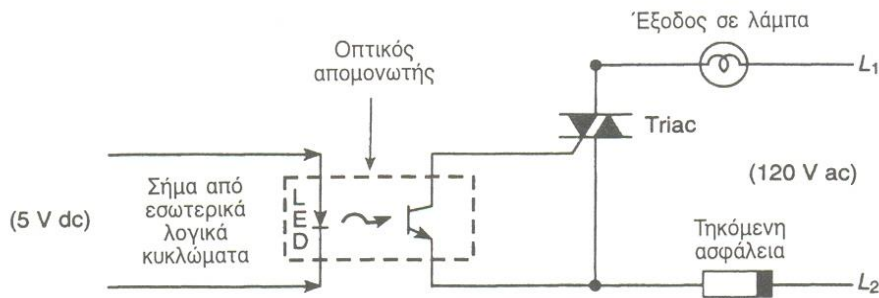 Έξοδος σε λάμπα
Οπτικός
απομονωτής
L₁
Triac
(120 V ac)
Σήμα από
εσωτερικά
λογικά
κυκλώματα
(5 V dc)
L
E
D
Τηκόμενη
ασφάλεια
L₂